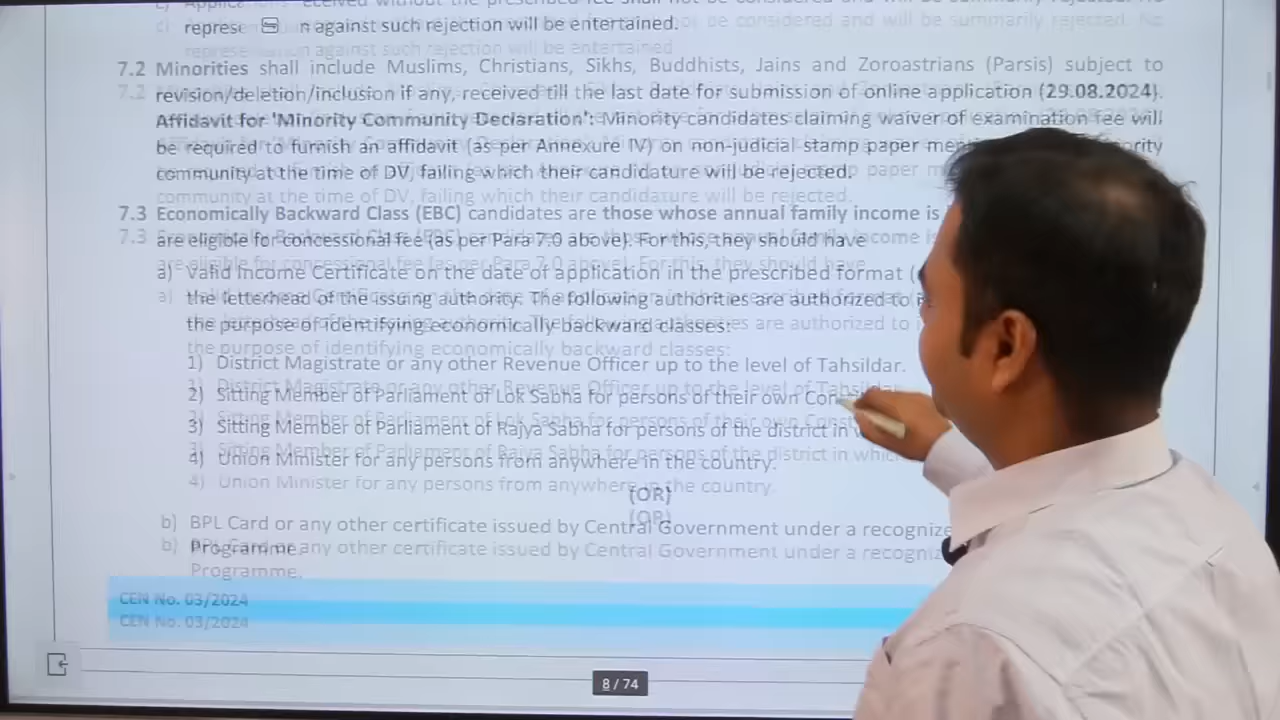 represe n against such rejection will be entertained.
7.2 Minorities shall include Muslims, Christians, Sikhs, Buddhists, Jains and Zoroastrians (Parsis) subject to
revision/deletion/inclusion if any, received till the last date for submission of online application (29.08.2024).
Affidavit for 'Minority Community Declaration': Minority candidates claiming waiver of examination fee will
be required to furnish an affidavit (as per Annexure IV) on non-judicial stamp paper
community at the time of DV, failing which their candidature will be rejected.
7.3 Economically Backward Class (EBC) candidates are those whose annual family income is
are eligible for concessional fee (as per Para 7.0 above). For this, they should have
a) Valid Income Certificate on the date of application in the prescribed format
the letterhead of the issuing authority. The following authorities are authorized to
the purpose of identifying economically backward classes:
1) District Magistrate or any other Revenue Officer up to the level of Tahsildar.
2) Sitting Member of Parliament of Lok Sabha for persons of their own
3) Sitting Member of Parliament of Rajya Sabha for persons of the district in
4) Union Minister for any persons from anywhere in the country.
(OR)
b) BPL Card or any other certificate issued by Central Government under a
Programme.
CEN No. 03/2024
8 / 74